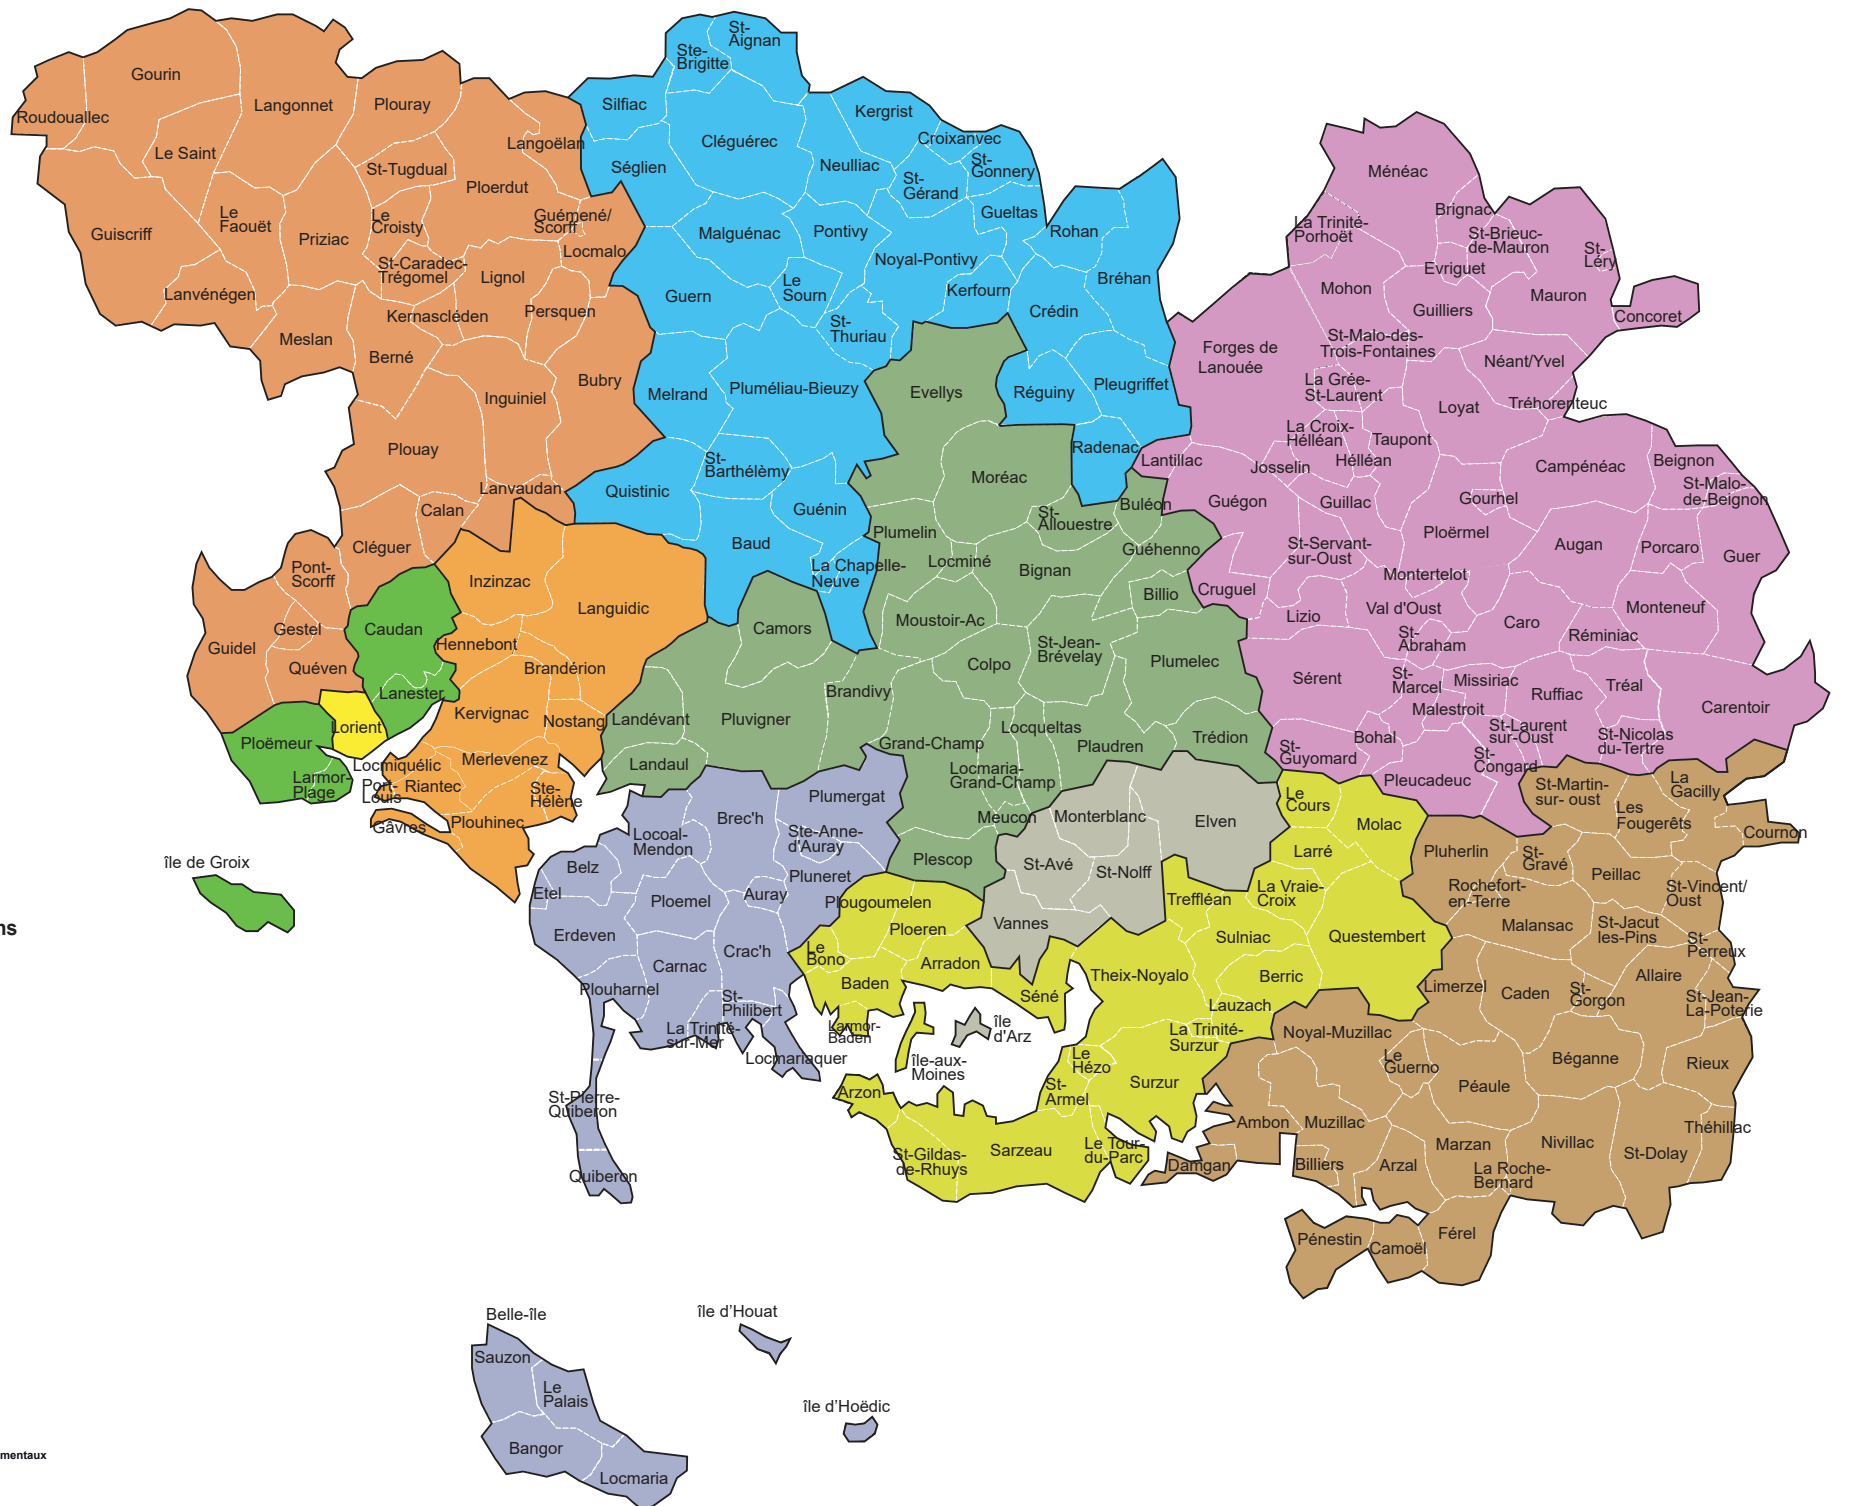 Gourin
Roudouallec
Langonnet
Plouray
Le Saint
Langoëlan
St-Tugdual
Ploerdut
Guiscriff
Le
Faouët
Priziac
Le
Croisty
Guémené/
Scorff
Locmalo
St-Caradec-
Trégomel
Lignol
Lanvénégen
Kernascléden
Persquen
Meslan
Berné
Bubry
Inguiniel
Plouay
Lanvaudan
Calan
Cléguer
Pont-
Scorff
Gestel
Guidel
Quéven
St-
Aignan
Ste-
Brigitte
Silfiac
Cléguérec
Séglien
Kergrist
Croixanvec
Neulliac
St-
Gonnery
St-
Gérand
Gueltas
Malguénac
Pontivy
Rohan
Noyal-Pontivy
Bréhan
Guern
Le
Sourn
Kerfourn
Crédin
St-
Thuriau
Melrand
Pluméliau-Bieuzy
Réguiny
Pleugriffet
Radenac
St-
Barthélèmy
Quistinic
Guénin
Baud
La Chapelle-
Neuve
Ménéac
Brignac
La Trinité-
Porhoët
St-Brieuc-
de-Mauron
St-
Léry
Evriguet
Mohon
Mauron
Guilliers
Concoret
St-Malo-des-
Trois-Fontaines
Forges de
Lanouée
Néant/Yvel
La Grée-
St-Laurent
Loyat
Tréhorenteuc
La Croix-
Hélléan
Taupont
Lantillac
Josselin
Hélléan
Campénéac
Beignon
St-Malo-
de-Beignon
Guégon
Guillac
Gourhel
Ploërmel
St-Servant-
sur-Oust
Augan
Porcaro
Guer
Montertelot
Cruguel
Lizio
Val d'Oust
Caro
Monteneuf
St-
Abraham
Réminiac
Sérent
St-
Marcel
Missiriac
Ruffiac
Tréal
Malestroit
Carentoir
St-Laurent
sur-Oust
St-Nicolas
du-Tertre
Bohal
St-
Guyomard
St-
Congard
Pleucadeuc
Evellys
Moréac
Buléon
St-
Allouestre
Plumelin
Locminé
Bignan
Guéhenno
Billio
Moustoir-Ac
Camors
St-Jean-
Brévelay
Colpo
Plumelec
Brandivy
Landévant
Pluvigner
Locqueltas
Grand-Champ
Plaudren
Trédion
Landaul
Locmaria-
Grand-Champ
Meucon
Plescop
Inzinzac
Languidic
Hennebont
Brandérion
Kervignac
Nostang
Merlevenez
Locmiquélic
Port-
Louis
Riantec
Ste-
Hélène
Gâvres
Plouhinec
Caudan
Lanester
Lorient
Ploëmeur
Larmor-
Plage
île de Groix
Plumergat
Brec'h
Locoal-
Mendon
Ste-Anne-
d'Auray
Belz
Pluneret
Etel
Ploemel
Auray
Erdeven
Crac'h
Carnac
Plouharnel
St-
Philibert
La Trinité-
sur-Mer
Locmariaquer
St-Pierre-
Quiberon
Quiberon
Monterblanc
Elven
St-Avé
St-Nolff
Vannes
île
d'Arz
Le
Cours
Molac
Larré
La Vraie-
Croix
Treffléan
Plougoumelen
Ploeren
Sulniac
Questembert
Le
Bono
Arradon
Baden
Theix-Noyalo
Berric
Séné
Lauzach
Larmor-
Baden
La Trinité-
Surzur
île-aux-
Moines
Le
Hézo
Surzur
St-
Armel
Arzon
Sarzeau
Le Tour-
du-Parc
St-Gildas-
de-Rhuys
La
Gacilly
St-Martin-
sur- oust
Les
Fougerêts
Cournon
Pluherlin
St-
Gravé
Peillac
Rochefort-
en-Terre
St-Vincent/
Oust
Malansac
St-Jacut
les-Pins
St-
Perreux
Limerzel
Caden
St-
Gorgon
Allaire
St-Jean-
La-Poterie
Noyal-Muzillac
Le
Guerno
Béganne
Rieux
Péaule
Ambon
Muzillac
Théhillac
Marzan
Nivillac
St-Dolay
Damgan
Billiers
Arzal
La Roche-
Bernard
Pénestin
Camoël
Férel
Belle-île
Sauzon
Le
Palais
Bangor
Locmaria
île d’Houat
île d’Hoëdic
ns
mentaux